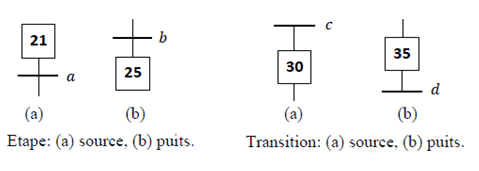 21 a
b 25
c 30
35 d
(a) (b) (a) (b)
Etape: (a) source, (b) puits. Transition: (a) source, (b) puits.